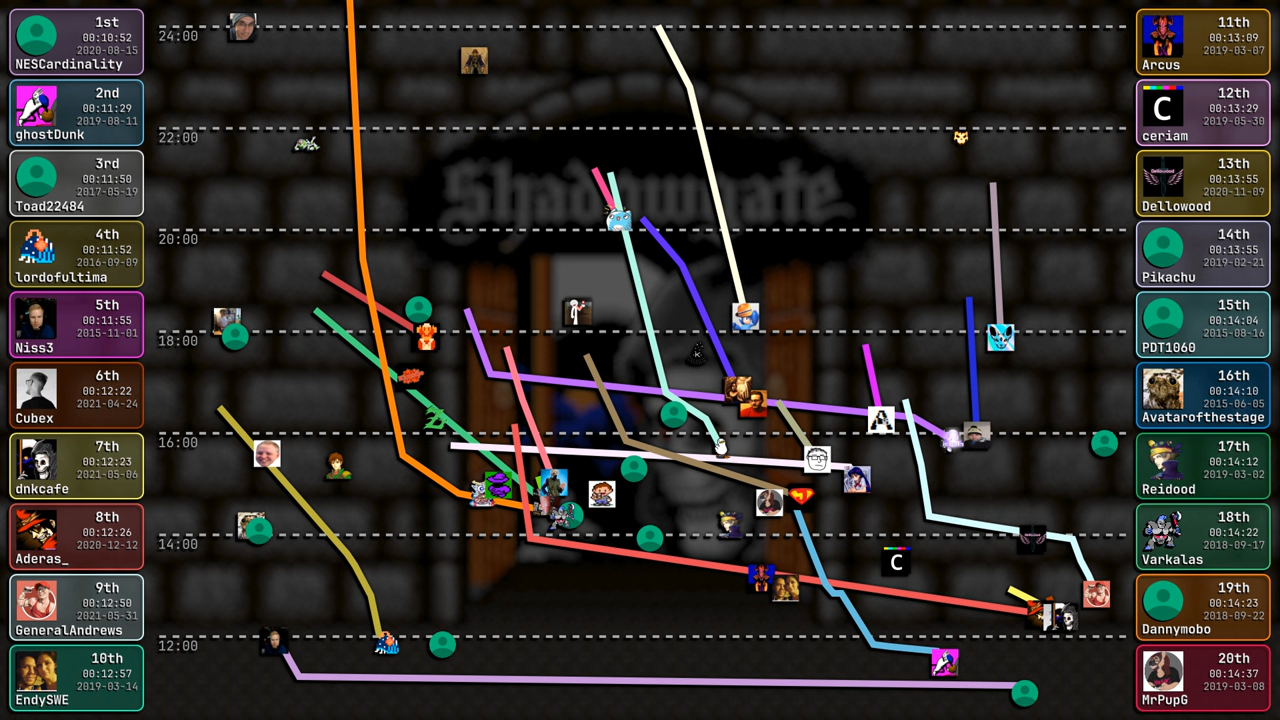 1st
00:10:52
2020-08-15
NESCardinality
2nd
00:11:29
2019-08-11
ghostDunk
3rd
00:11:50
2017-05-19
Toad22484
4th
00:11:52
2016-09-09
lordofultima
5th
00:11:55
2015-11-01
Niss3
6th
00:12:22
2021-04-24
Cubex
7th
00:12:23
2021-05-06
dnkcafe
8th
00:12:26
2020-12-12
Aderas_
9th
00:12:50
2021-05-31
GeneralAndrews
10th
00:12:57
2019-03-14
EndySWE
24:00
22:00
20:00
18:00
16:00
14:00
12:00
Shadowgate
K
A
C
11th
00:13:09
2019-03-07
Arcus
12th
00:13:29
2019-05-30
C
ceriam
13th
00:13:55
2020-11-09
Dellowood
Dellowood
14th
00:13:55
2019-02-21
Pikachu
15th
00:14:04
2015-08-16
PDT1060
16th
00:14:10
2015-06-05
Avatarofthestage
17th
00:14:12
2019-03-02
Reidood
18th
00:14:22
2018-09-17
Varkalas
19th
00:14:23
2018-09-22
Dannymobo
20th
00:14:37
2019-03-08
MrPupG